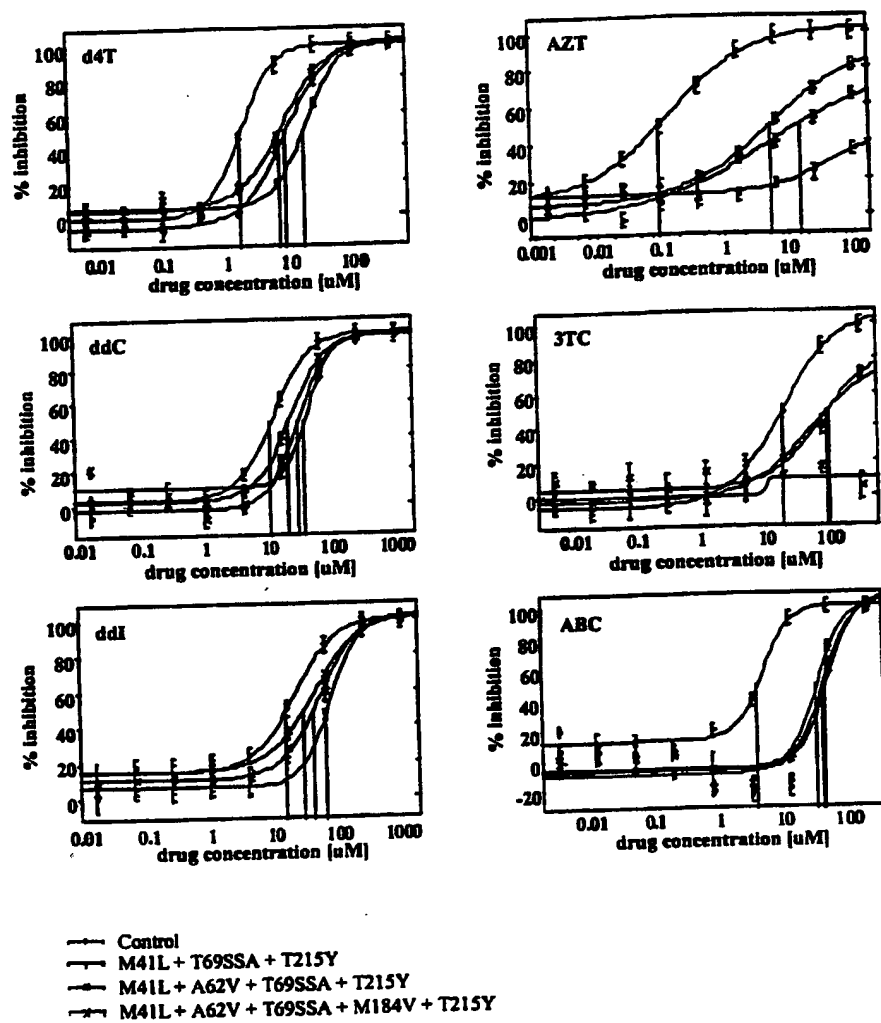 d4T
% inhibition
100
80
60
40
20
0
0.01 0.1 1 10 100
drug concentration [uM]
AZT
% inhibition
100
80
60
40
20
0
0.001 0.01 0.1 1 10 100
drug concentration [uM]
ddC
% inhibition
100
80
60
40
20
0
0.01 0.1 1 10 100 1000
drug concentration [uM]
3TC
% inhibition
100
80
60
40
20
0
0.01 0.1 1 10 100
drug concentration [uM]
ddI
% inhibition
100
80
60
40
20
0
0.01 0.1 1 10 100 1000
drug concentration [uM]
ABC
% inhibition
100
80
60
40
20
0
-20
0.01 0.1 1 10 100
drug concentration [uM]
Control
M41L + T69SSA + T215Y
M41L + A62V + T69SSA + T215Y
M41L + A62V + T69SSA + M184V + T215Y